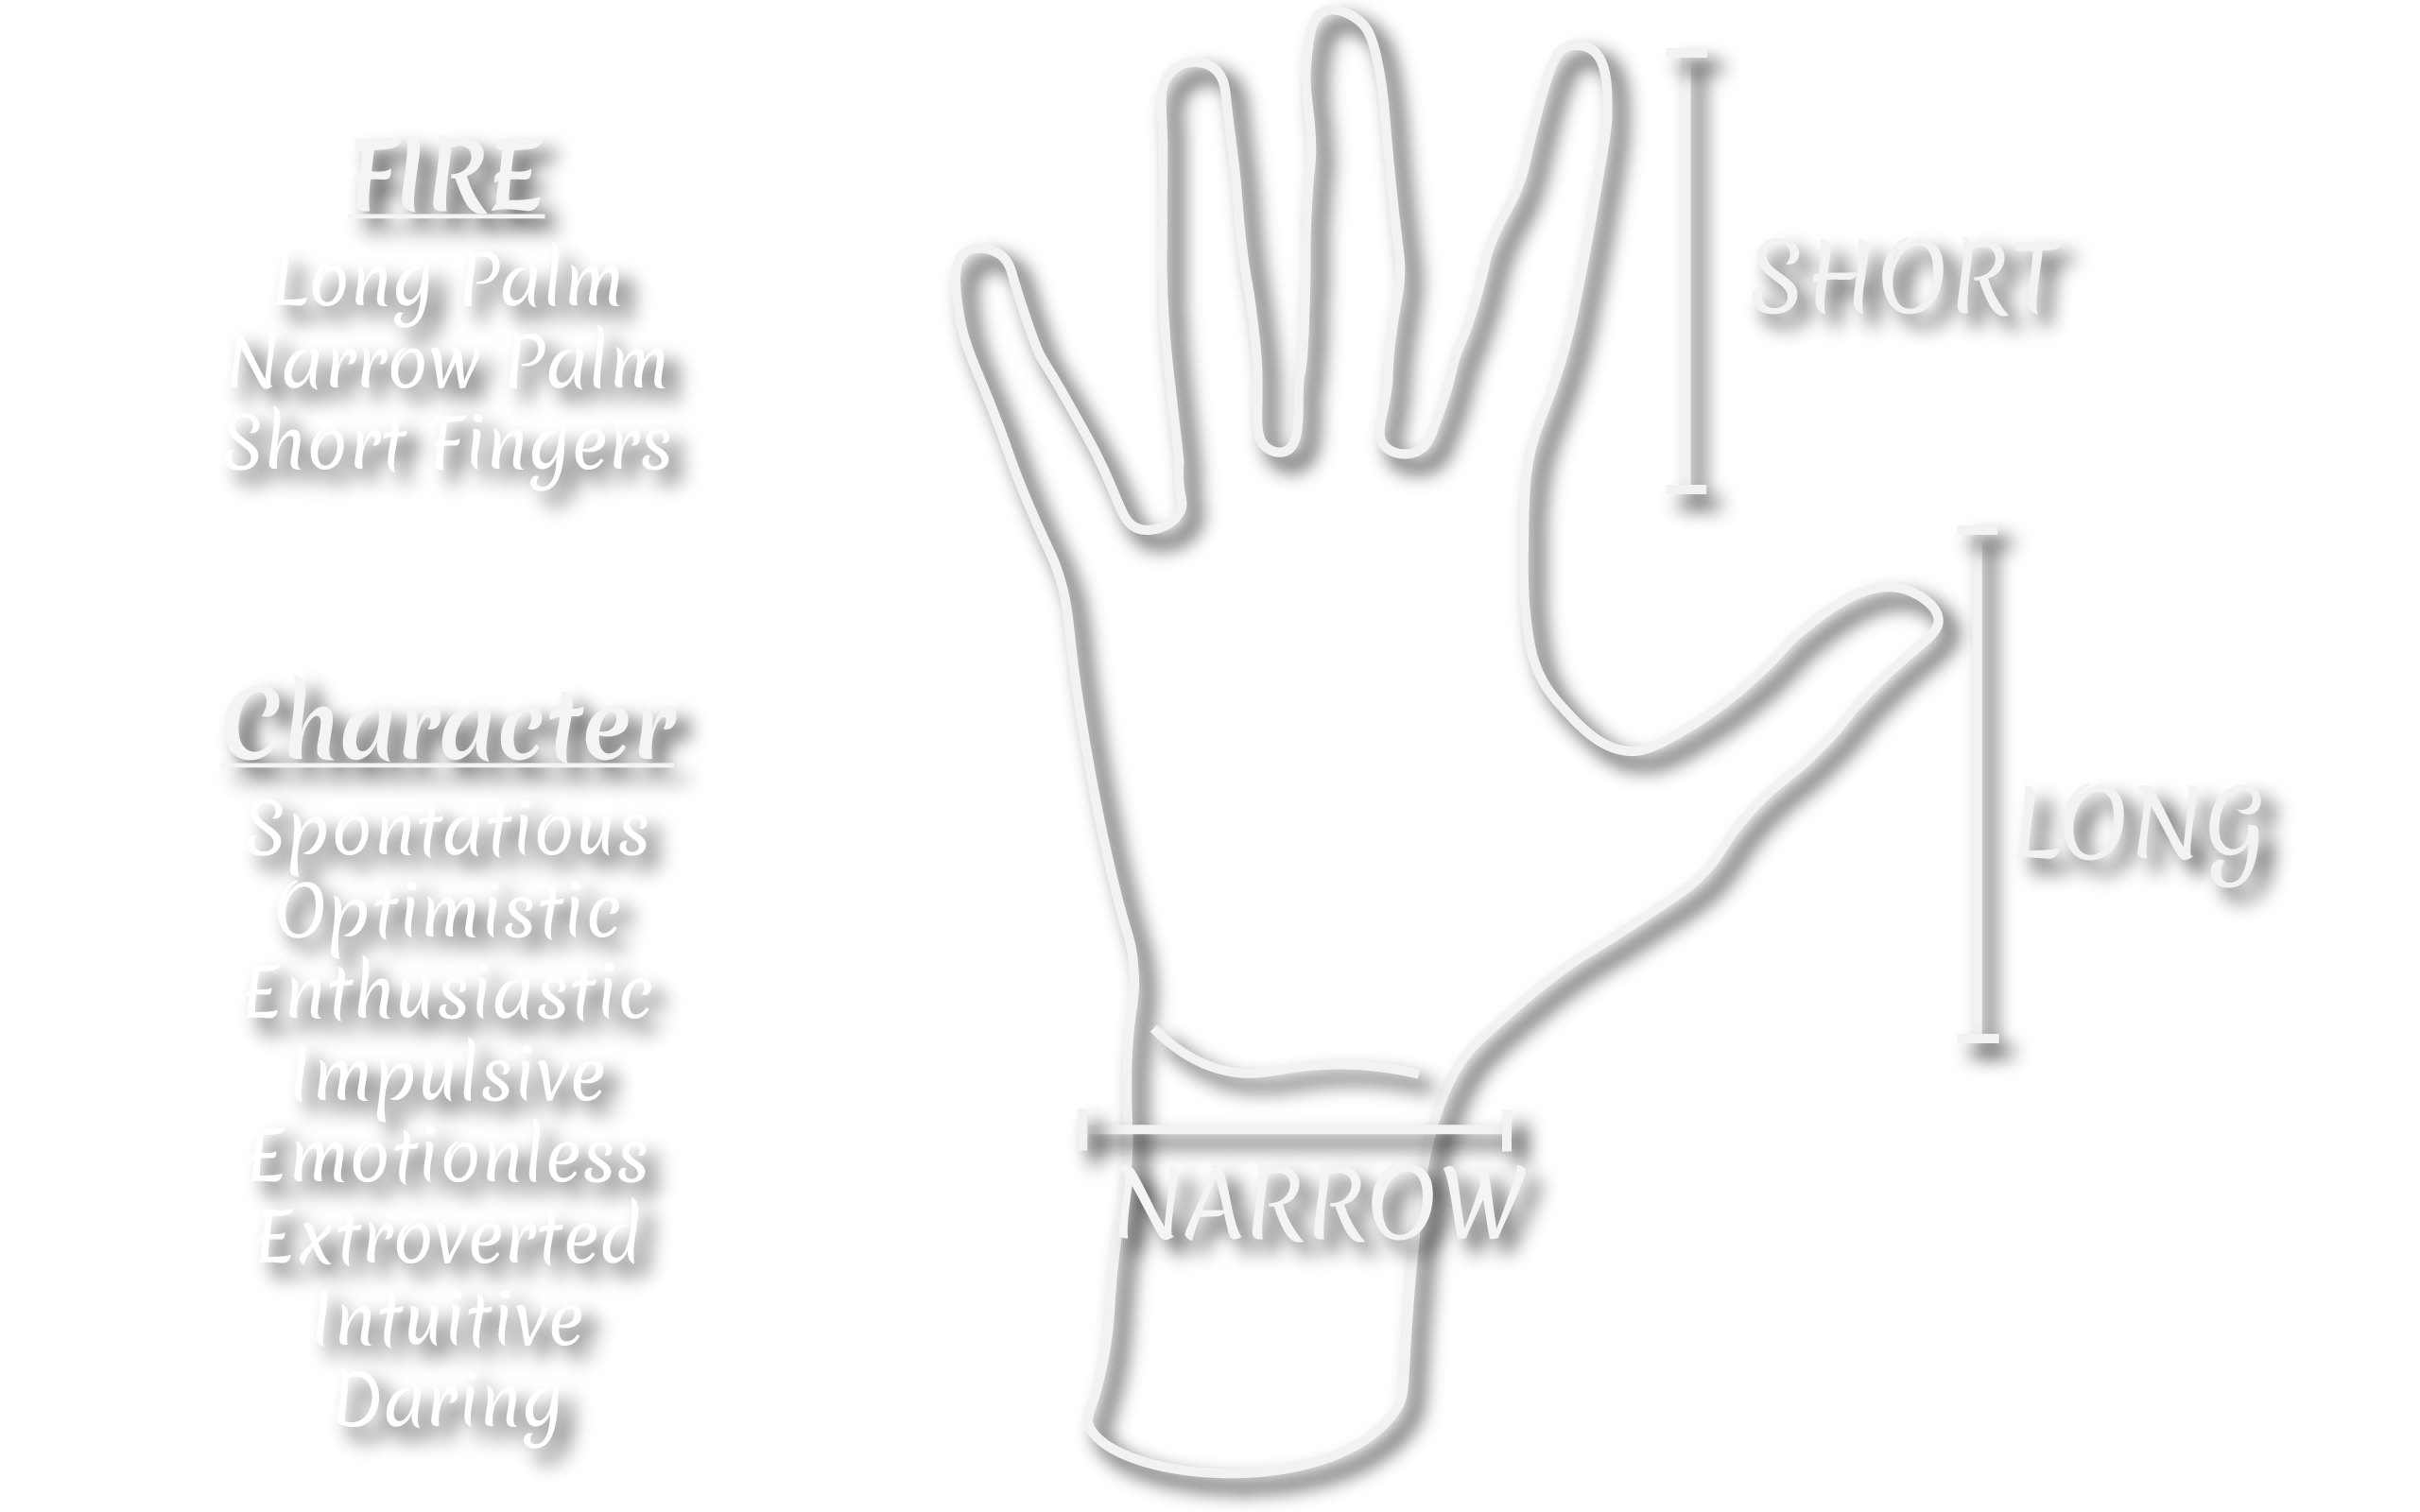 FIRE
Long Palm
Narrow Palm
Short Fingers
Character
Spontatious
Optimistic
Enthusiastic
Impulsive
Emotionless
Extroverted
Intuitive
Daring
SHORT
LONG
NARROW